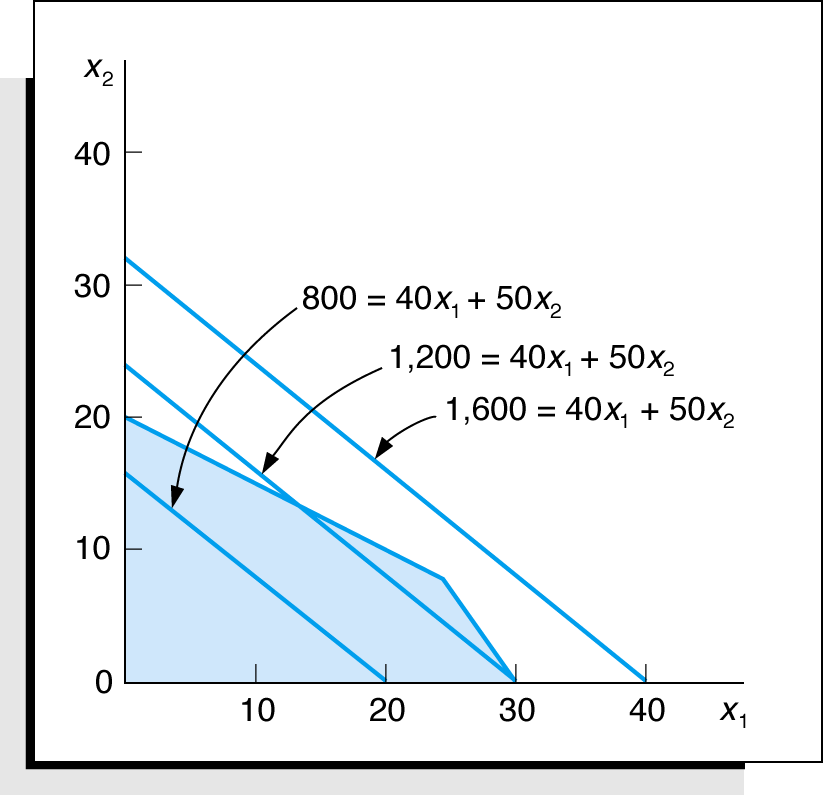 x₂
40
30
800 = 40x₁ + 50x₂
1,200 = 40x₁ + 50x₂
20
1,600 = 40x₁ + 50x₂
10
0
10 20 30 40 x₁